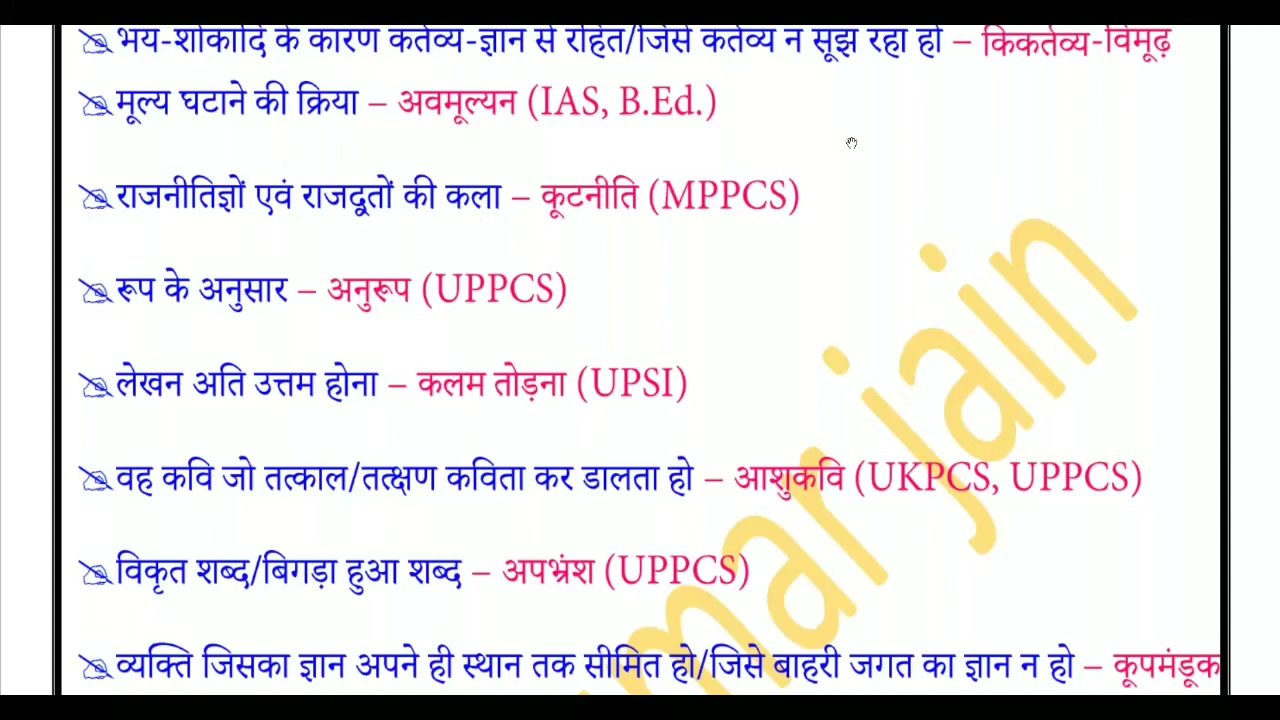 भय-शोकादि के कारण कर्तव्य-ज्ञान से रहित/जिसे कर्तव्य न सूझ रहा हो – किंकर्तव्य-विमूढ़
मूल्य घटाने की क्रिया – अवमूल्यन (IAS, B.Ed.)
राजनीतिज्ञों एवं राजदूतों की कला – कूटनीति (MPPCS)
रूप के अनुसार – अनुरूप (UPPCS)
लेखन अति उत्तम होना – कलम तोड़ना (UPSI)
वह कवि जो तत्काल/तत्क्षण कविता कर डालता हो – आशुकवि (UKPCS, UPPCS)
विकृत शब्द/बिगड़ा हुआ शब्द – अपभ्रंश (UPPCS)
व्यक्ति जिसका ज्ञान अपने ही स्थान तक सीमित हो/जिसे बाहरी जगत का ज्ञान न हो – कूपमंडूक
jain